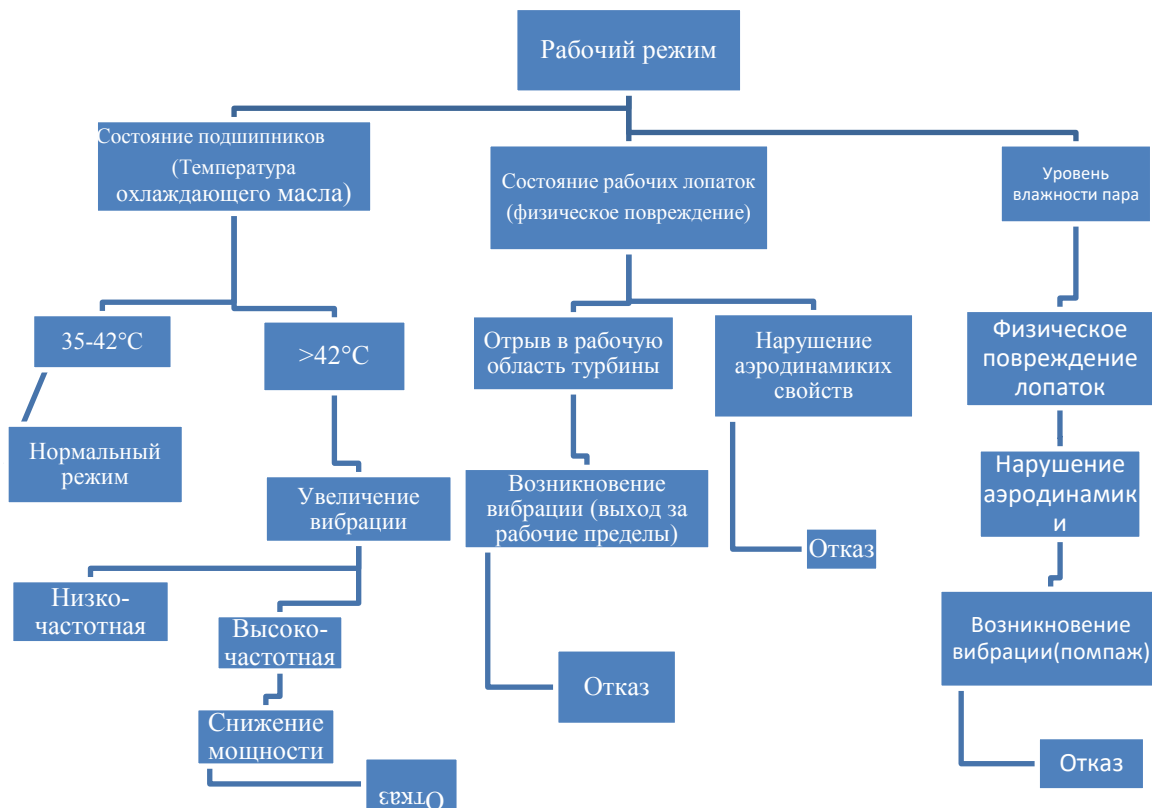 Рабочий режим
Состояние подшипников
(Температура
охлаждающего масла)
Состояние рабочих лопаток
(физическое повреждение)
Уровень
влажности пара
35-42°C
>42°C
Отрыв в рабочую
область турбины
Нарушение
аэродинамиких
свойств
Физическое
повреждение
лопаток
Нормальный
режим
Увеличение
вибрации
Возникновение
вибрации (выход за
рабочие пределы)
Отказ
Нарушение
аэродинамик
и
Низко-
частотная
Высоко-
частотная
Отказ
Возникновение
вибрации(помпаж)
Снижение
мощности
Отказ
Отказ